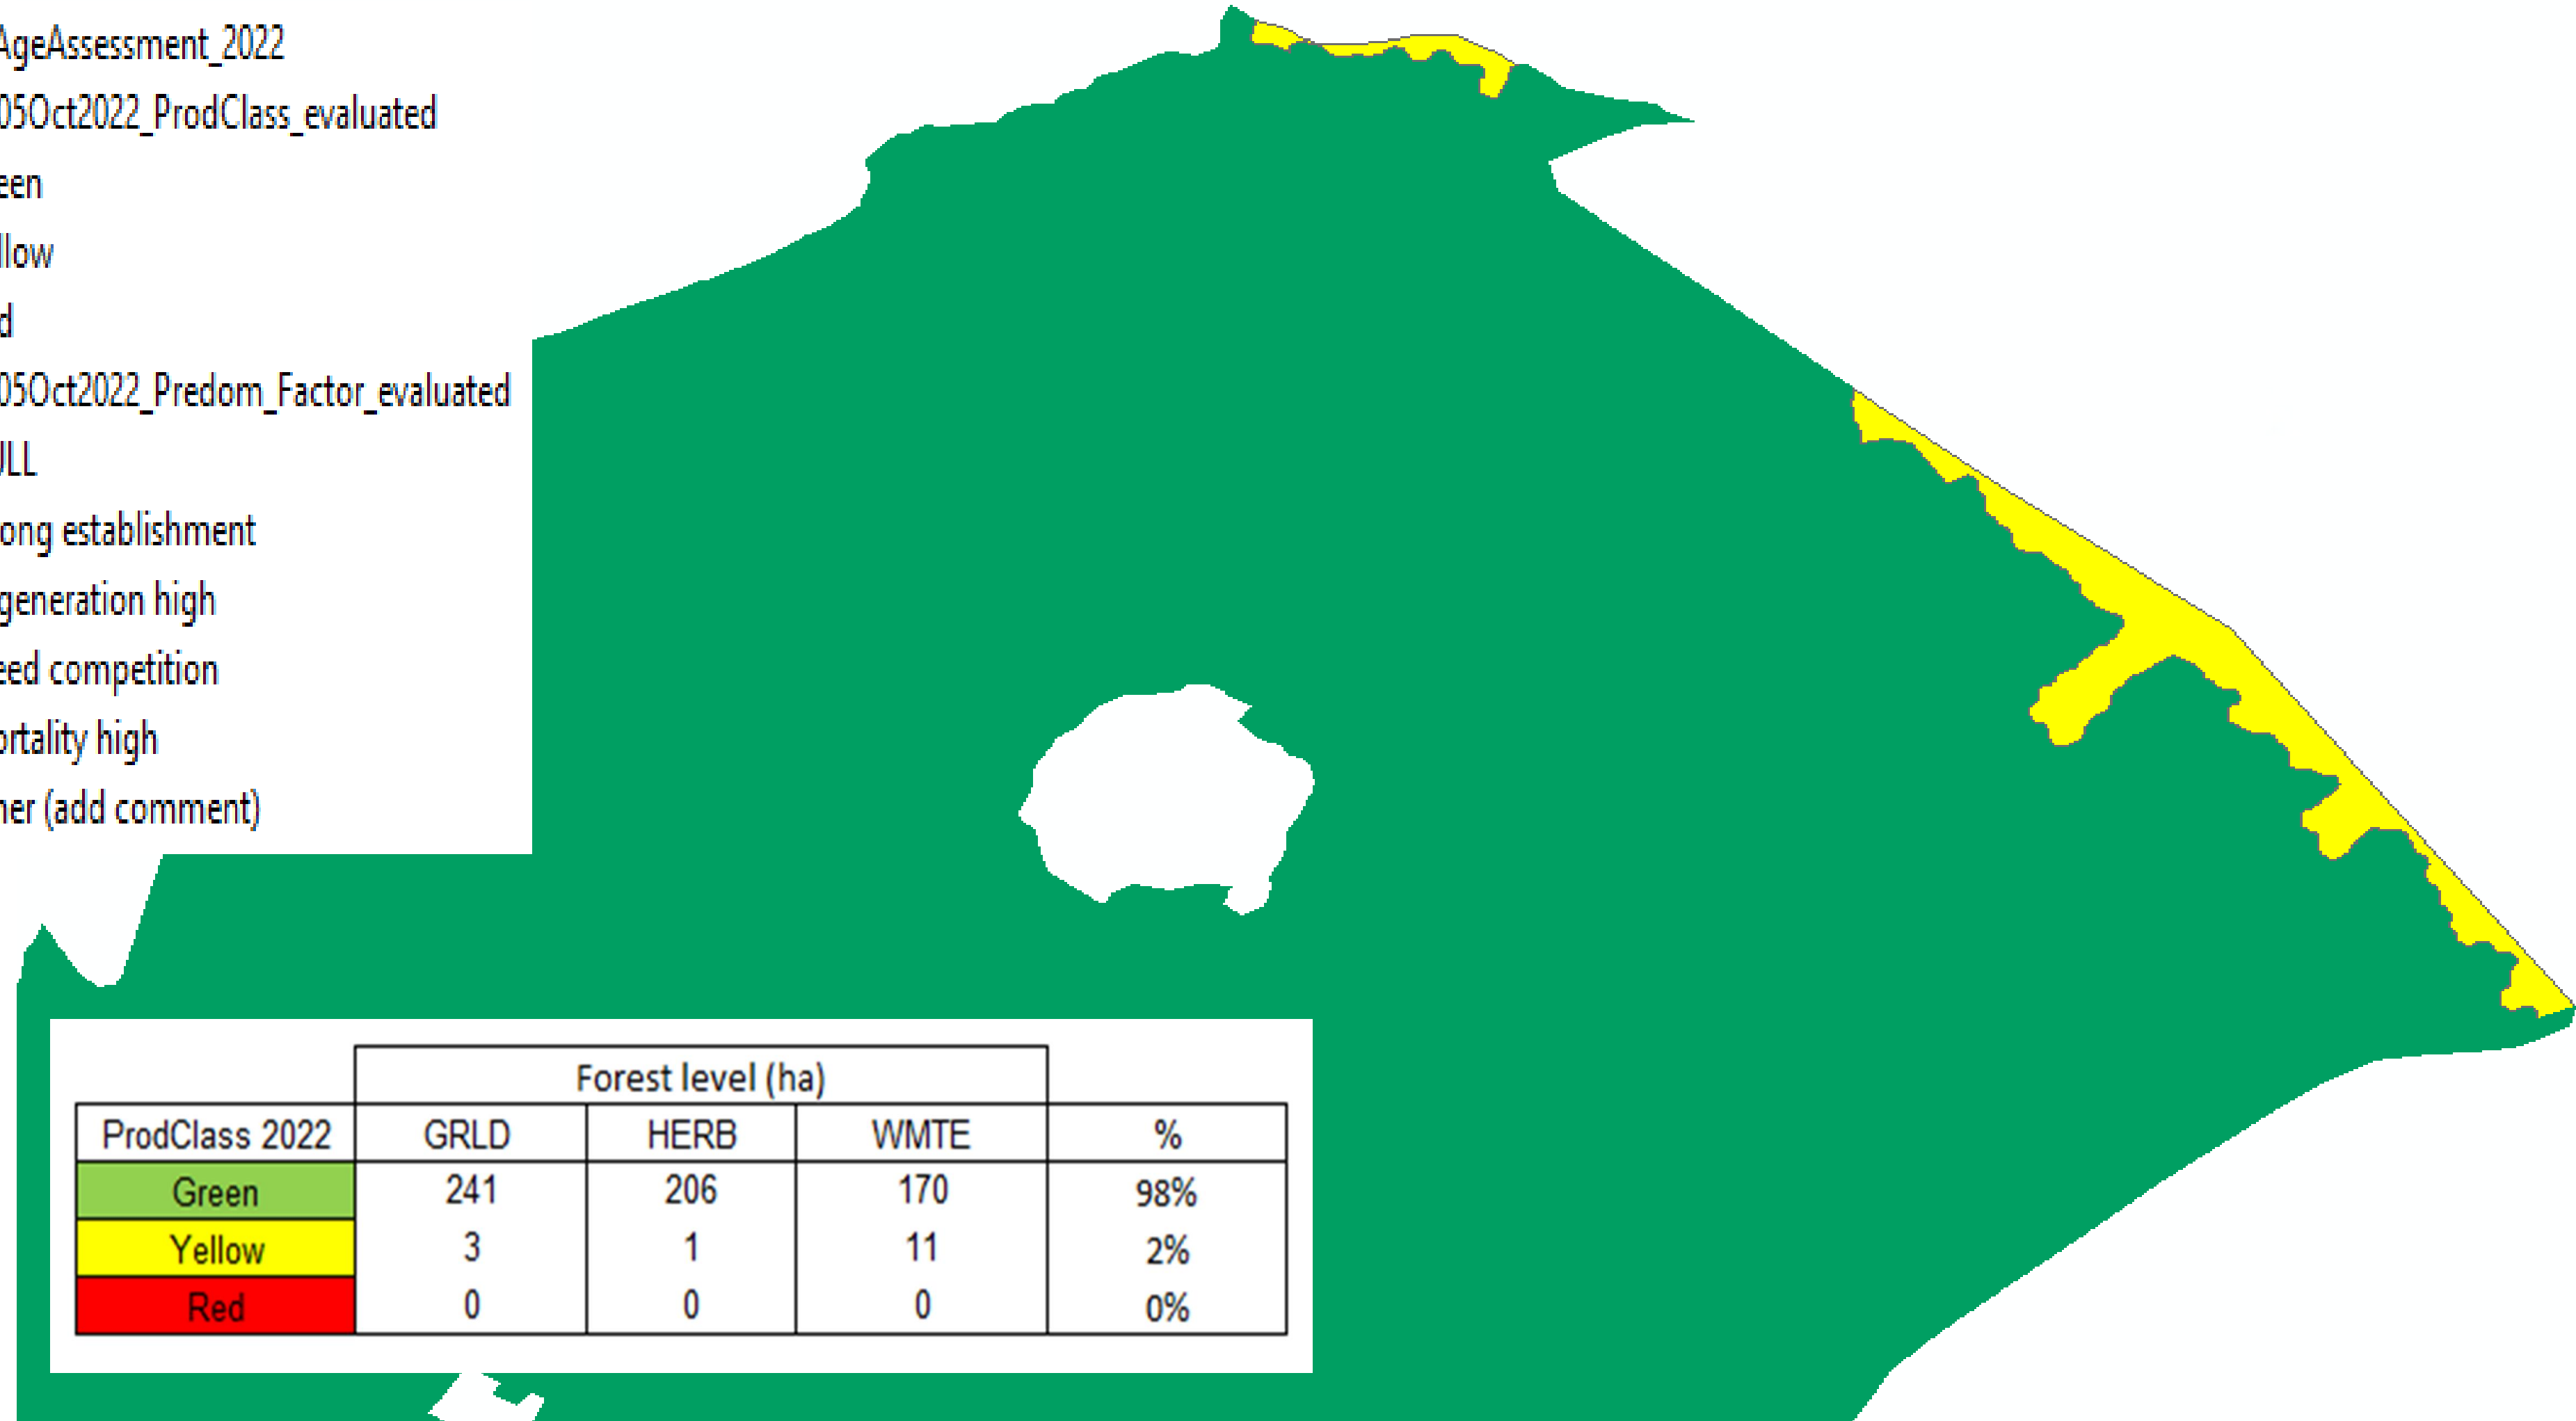 AgeAssessment_2022
05Oct2022_ProdClass_evaluated
een
llow
d
05Oct2022_Predom_Factor_evaluated
ULL
ong establishment
generation high
eed competition
ortality high
her (add comment)
Forest level (ha)
ProdClass 2022 GRLD HERB WMTE %
Green 241 206 170 98%
Yellow 3 1 11 2%
Red 0 0 0 0%